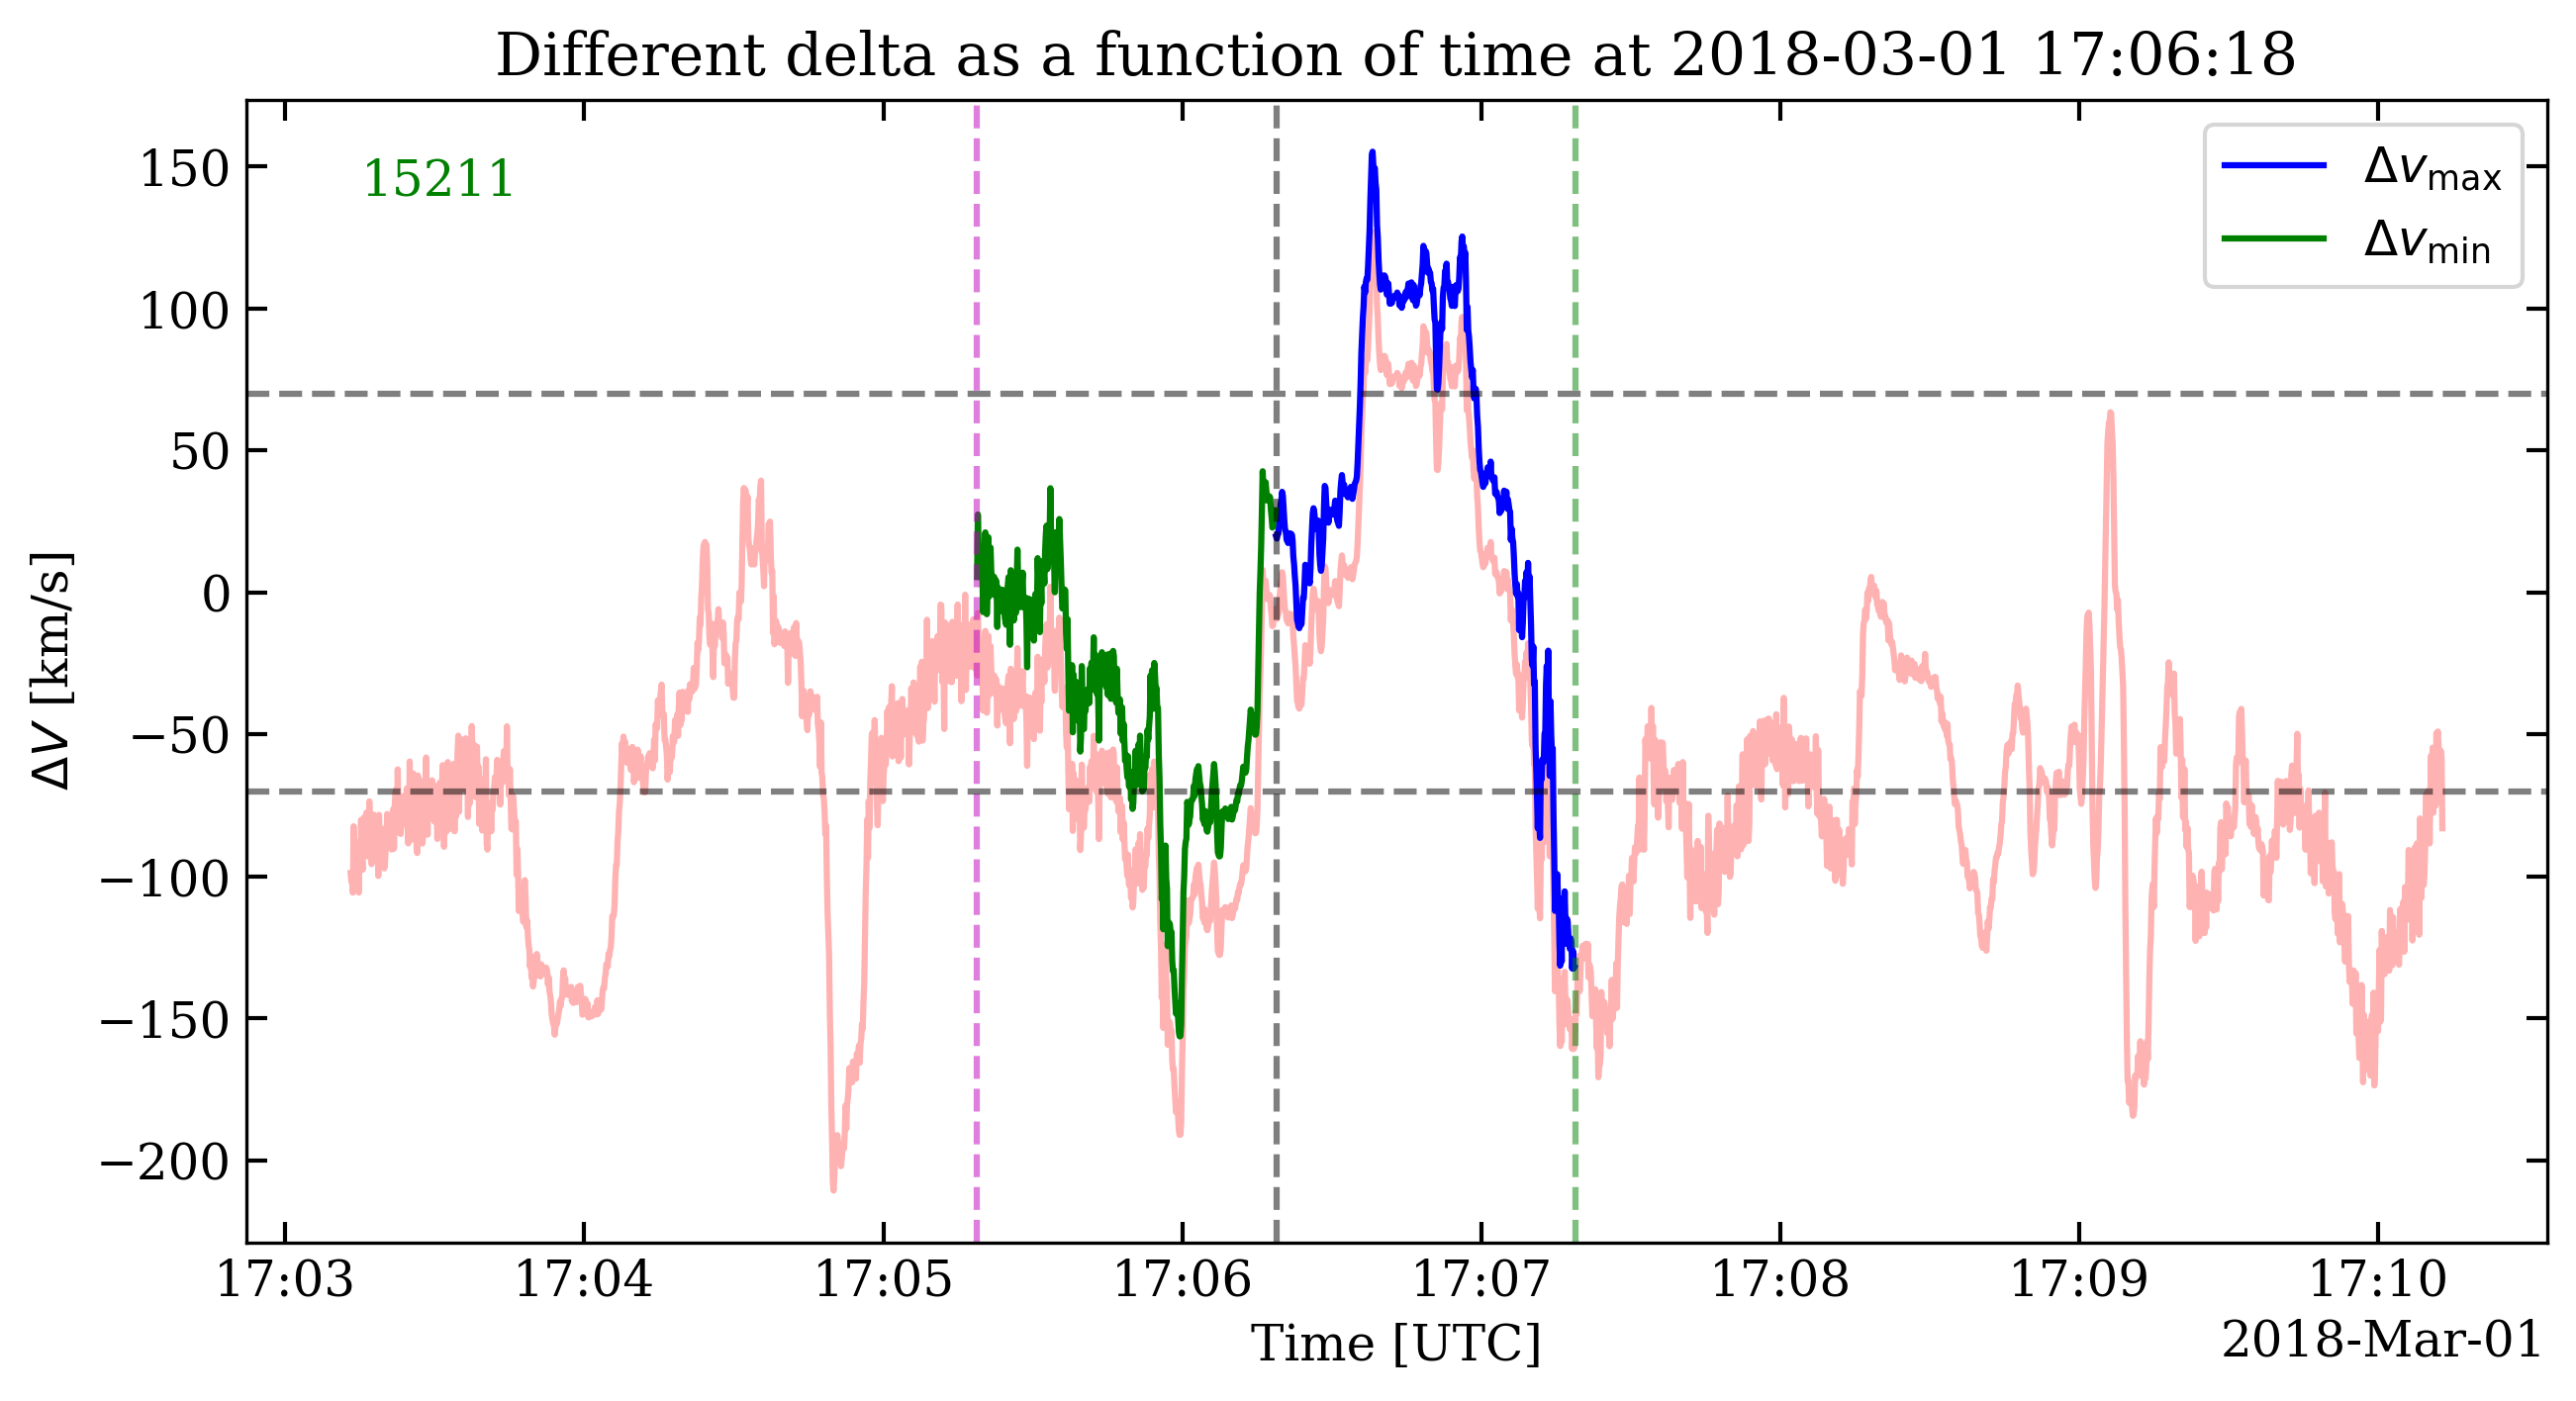 Different delta as a function of time at 2018-03-01 17:06:18
15211
Δv_max
Δv_min
150
100
50
0
−50
−100
−150
−200
ΔV [km/s]
17:03 17:04 17:05 17:06 17:07 17:08 17:09 17:10
Time [UTC]
2018-Mar-01